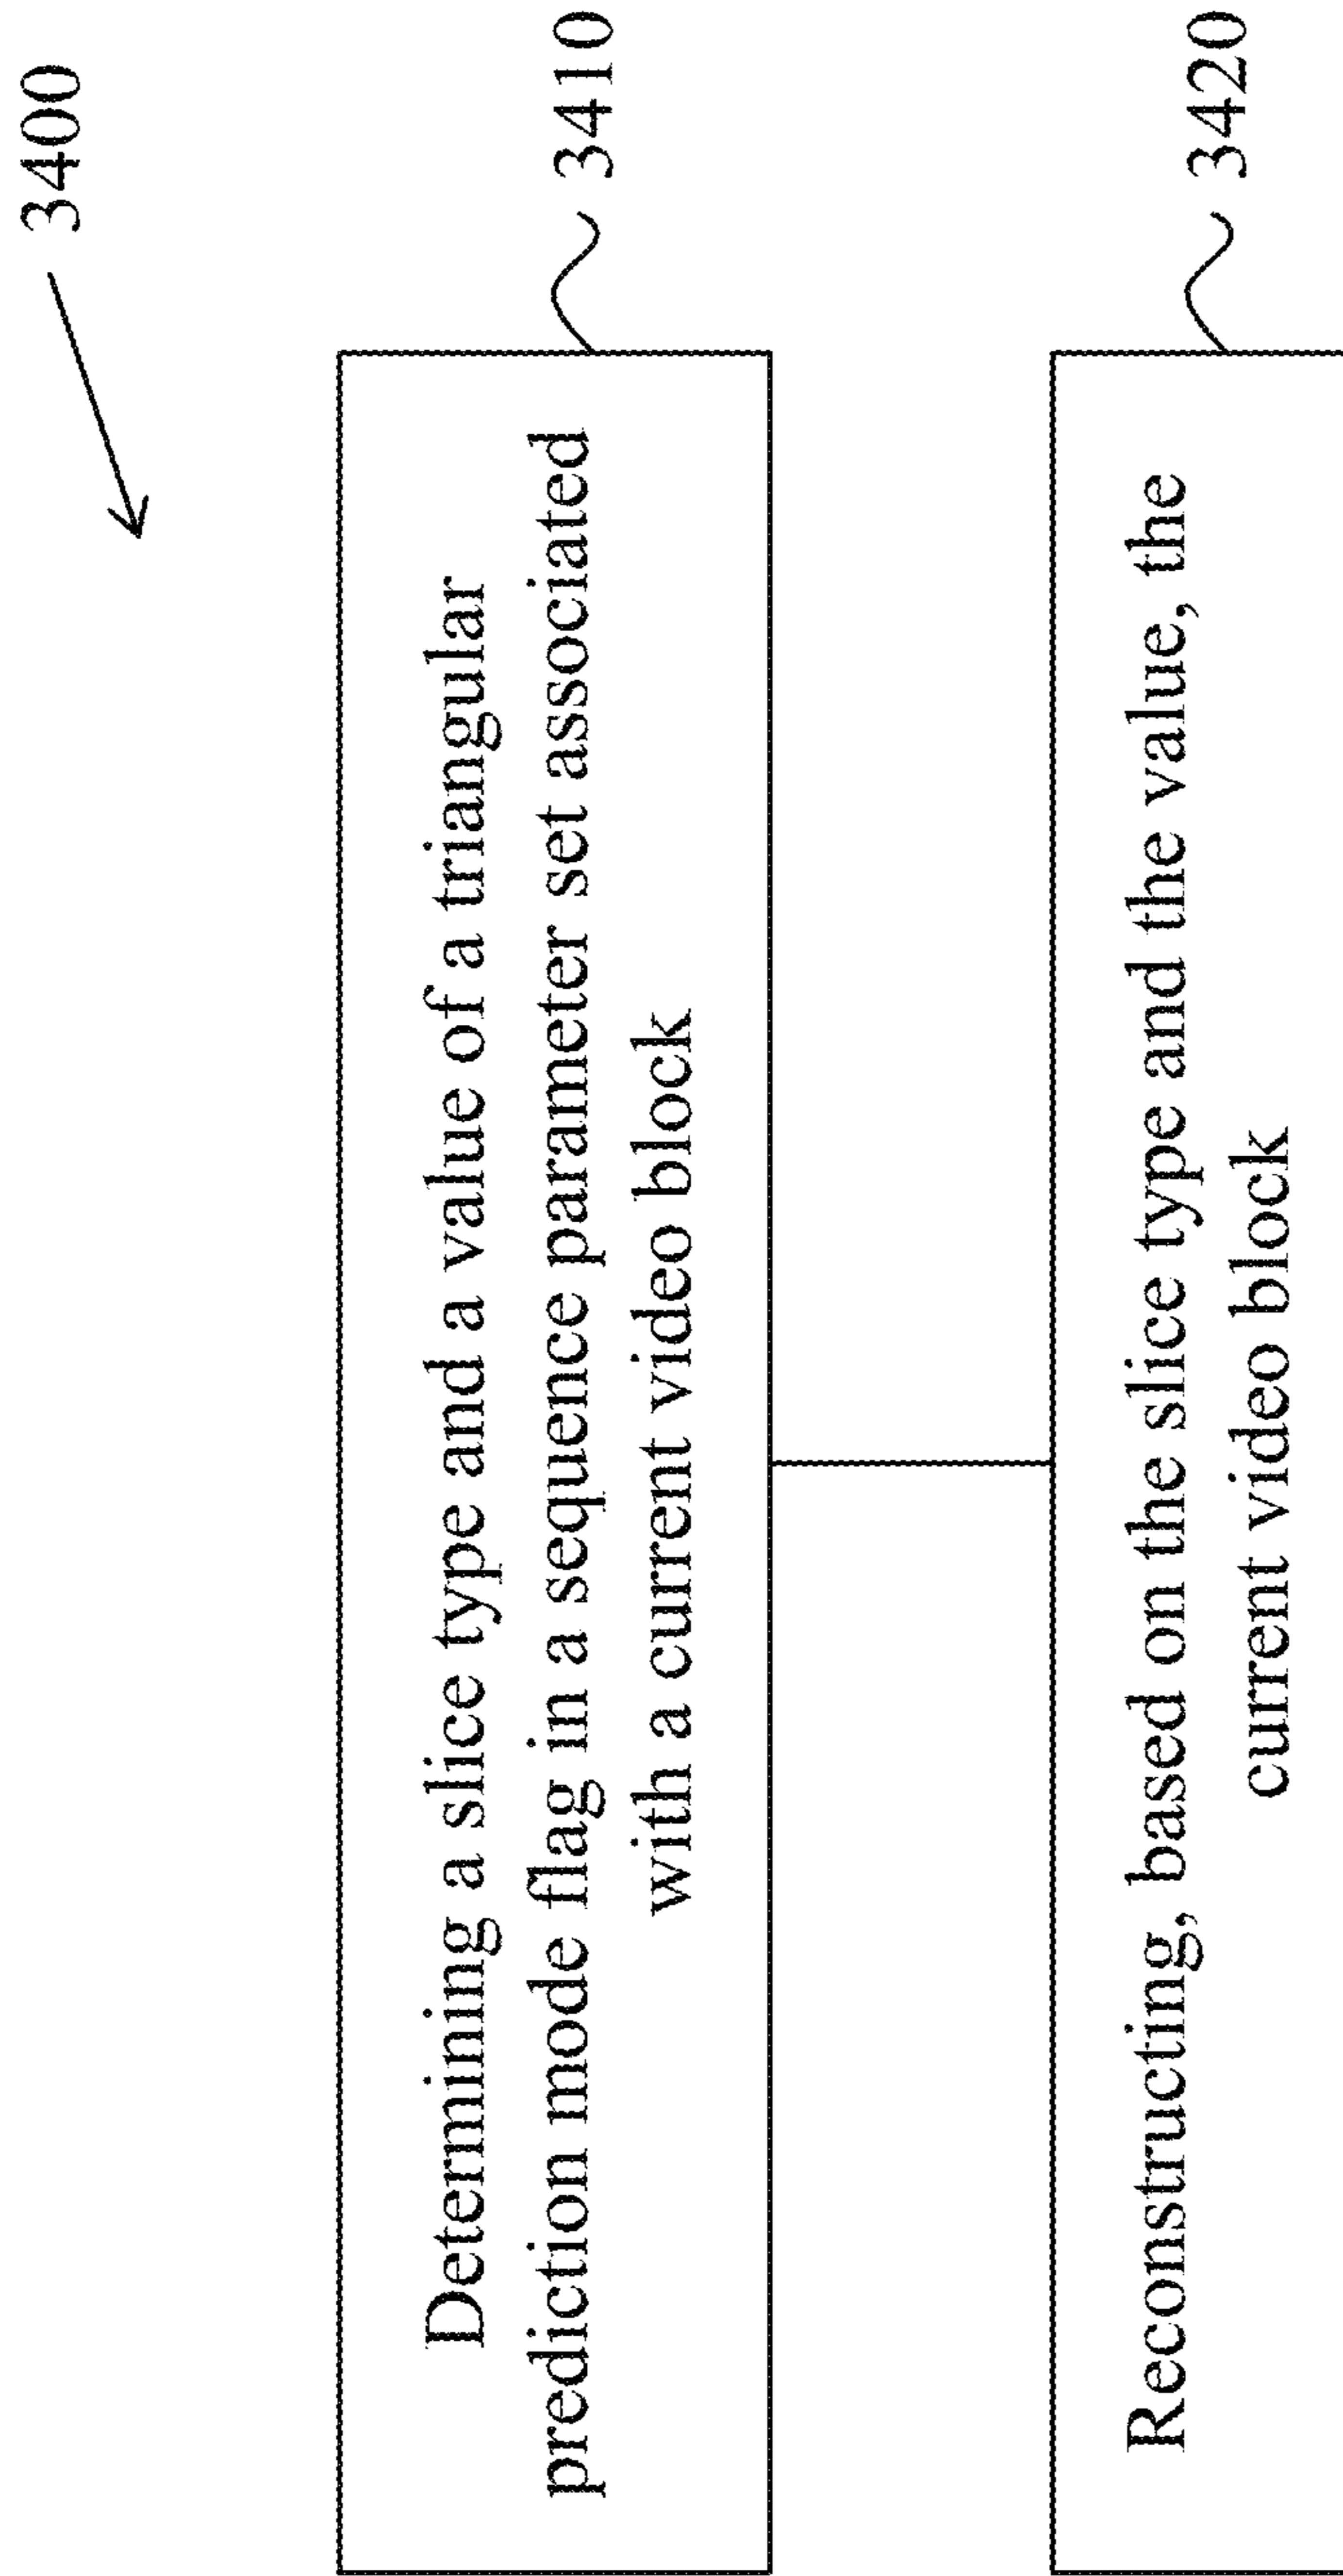 3400
Determining a slice type and a value of a triangular
prediction mode flag in a sequence parameter set associated
with a current video block
3410
Reconstructing, based on the slice type and the value, the
current video block
3420